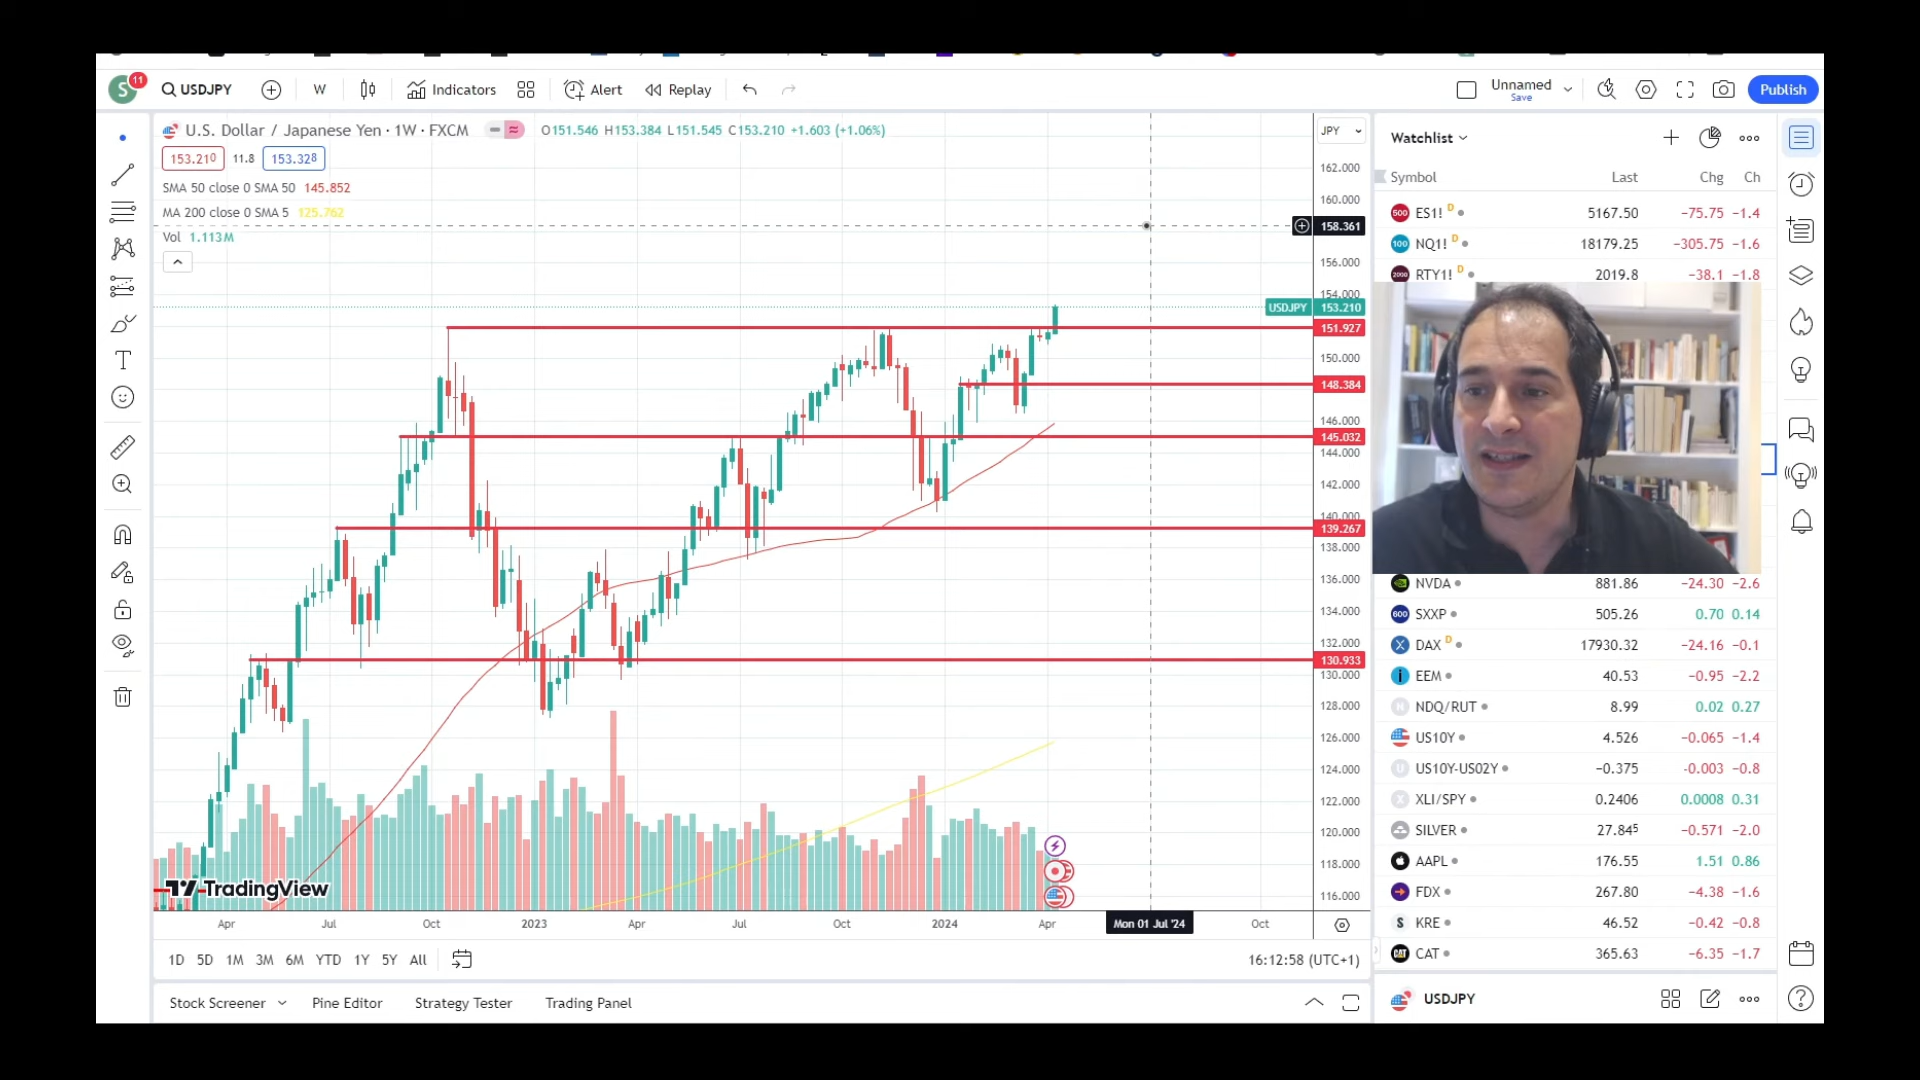 S 11 USDJPY W Indicators Alert Replay Unnamed Save Publish
U.S. Dollar / Japanese Yen · 1W · FXCM O151.546 H153.384 L151.545 C153.210 +1.603 (+1.06%)
153.210 11.8 153.328
SMA 50 close 0 SMA 50 145.852
MA 200 close 0 SMA 5 125.762
Vol 1.113M
JPY
162.000
160.000
158.361
156.000
154.000
USDJPY 153.210
151.927
150.000
148.384
146.000
145.032
144.000
142.000
140.000
139.267
138.000
136.000
134.000
132.000
130.933
130.000
128.000
126.000
124.000
122.000
120.000
118.000
116.000
TradingView
Apr Jul Oct 2023 Apr Jul Oct 2024 Apr Mon 01 Jul '24 Oct
1D 5D 1M 3M 6M YTD 1Y 5Y All 16:12:58 (UTC+1)
Stock Screener Pine Editor Strategy Tester Trading Panel
Watchlist
Symbol Last Chg Ch
500 ES1! D 5167.50 −75.75 −1.4
100 NQ1! D 18179.25 −305.75 −1.6
2000 RTY1! D 2019.8 −38.1 −1.8
NVDA 881.86 −24.30 −2.6
600 SXXP 505.26 0.70 0.14
X DAX D 17930.32 −24.16 −0.1
i EEM 40.53 −0.95 −2.2
N NDQ/RUT 8.99 0.02 0.27
US10Y 4.526 −0.065 −1.4
U US10Y-US02Y −0.375 −0.003 −0.8
X XLI/SPY 0.2406 0.0008 0.31
SILVER 27.845 −0.571 −2.0
AAPL 176.55 1.51 0.86
FDX 267.80 −4.38 −1.6
S KRE 46.52 −0.42 −0.8
CAT CAT 365.63 −6.35 −1.7
USDJPY